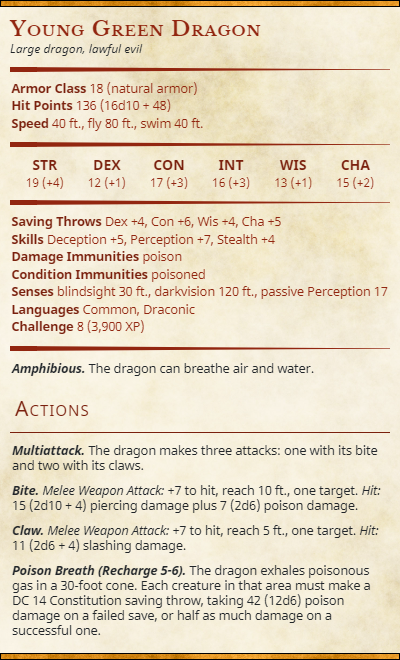 Young Green Dragon
Large dragon, lawful evil
Armor Class 18 (natural armor)
Hit Points 136 (16d10 + 48)
Speed 40 ft., fly 80 ft., swim 40 ft.
STR DEX CON INT WIS CHA
19 (+4) 12 (+1) 17 (+3) 16 (+3) 13 (+1) 15 (+2)
Saving Throws Dex +4, Con +6, Wis +4, Cha +5
Skills Deception +5, Perception +7, Stealth +4
Damage Immunities poison
Condition Immunities poisoned
Senses blindsight 30 ft., darkvision 120 ft., passive Perception 17
Languages Common, Draconic
Challenge 8 (3,900 XP)
Amphibious. The dragon can breathe air and water.
Actions
Multiattack. The dragon makes three attacks: one with its bite
and two with its claws.
Bite. Melee Weapon Attack: +7 to hit, reach 10 ft., one target. Hit:
15 (2d10 + 4) piercing damage plus 7 (2d6) poison damage.
Claw. Melee Weapon Attack: +7 to hit, reach 5 ft., one target. Hit:
11 (2d6 + 4) slashing damage.
Poison Breath (Recharge 5-6). The dragon exhales poisonous
gas in a 30-foot cone. Each creature in that area must make a
DC 14 Constitution saving throw, taking 42 (12d6) poison
damage on a failed save, or half as much damage on a
successful one.